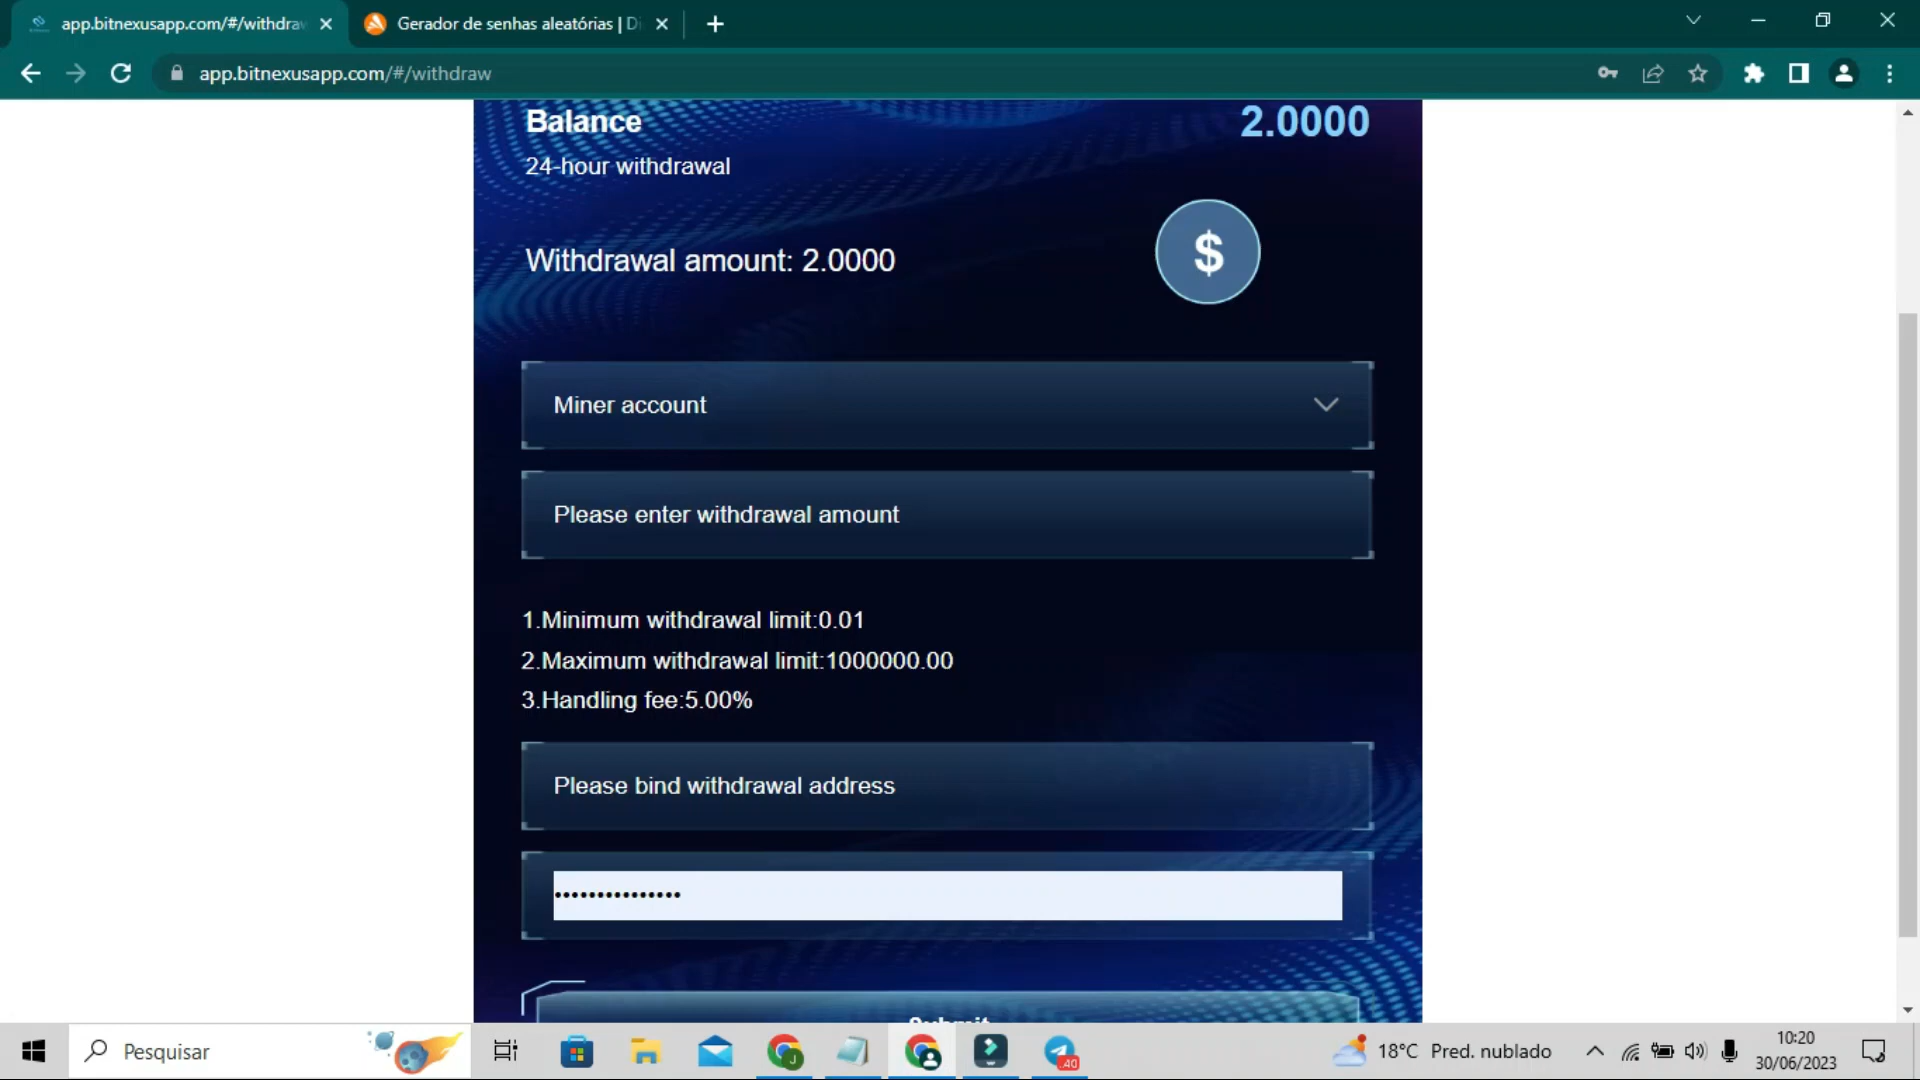 app.bitnexusapp.com/#/withdraw
Gerador de senhas aleatórias | Di
app.bitnexusapp.com/#/withdraw
Balance
2.0000
24-hour withdrawal
Withdrawal amount: 2.0000
$
Miner account
Please enter withdrawal amount
1.Minimum withdrawal limit:0.01
2.Maximum withdrawal limit:1000000.00
3.Handling fee:5.00%
Please bind withdrawal address
•••••••••••••••
Submit
Pesquisar
J
40
18°C Pred. nublado
10:20
30/06/2023